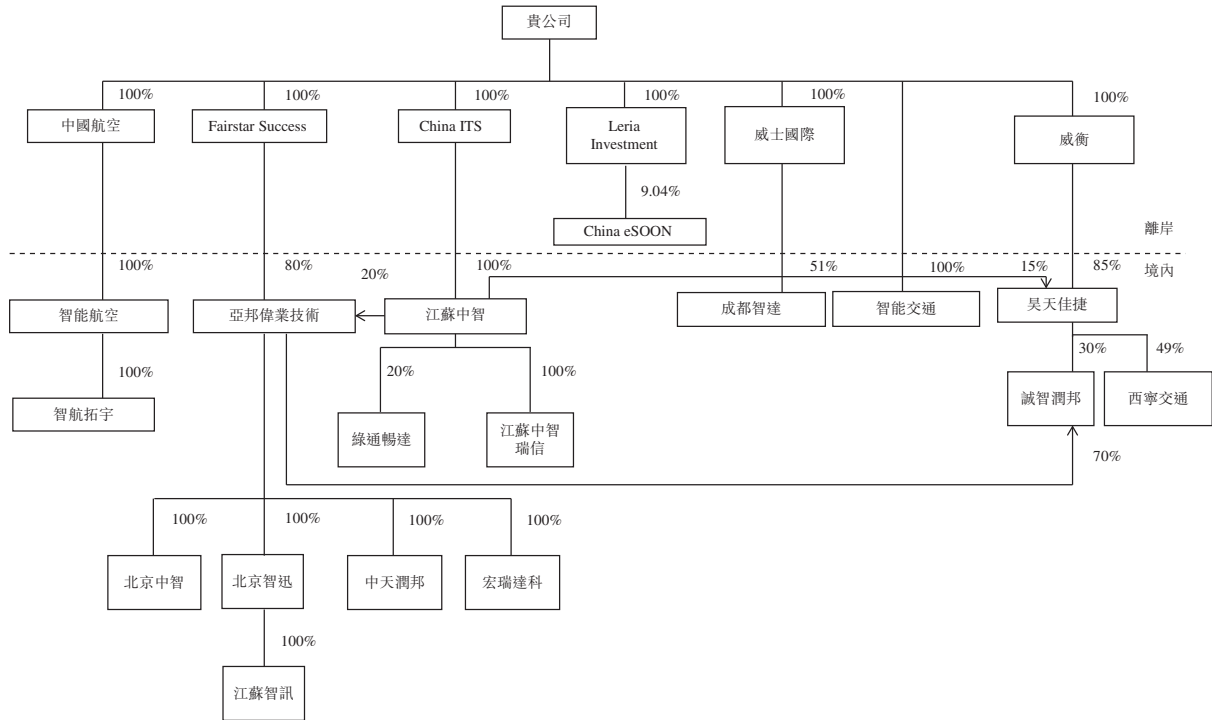 貴公司
100%
100%
100%
100%
100%
100%
中國航空
Fairstar Success
China ITS
Leria
Investment
威士國際
威衡
9.04%
China eSOON
離岸
境內
100%
80%
20%
100%
51%
100%
15%
85%
智能航空
亞邦偉業技術
江蘇中智
成都智達
智能交通
昊天佳捷
100%
20%
100%
30%
49%
智航拓宇
綠通暢達
江蘇中智
瑞信
誠智潤邦
西寧交通
70%
100%
100%
100%
100%
北京中智
北京智迅
中天潤邦
宏瑞達科
100%
江蘇智訊